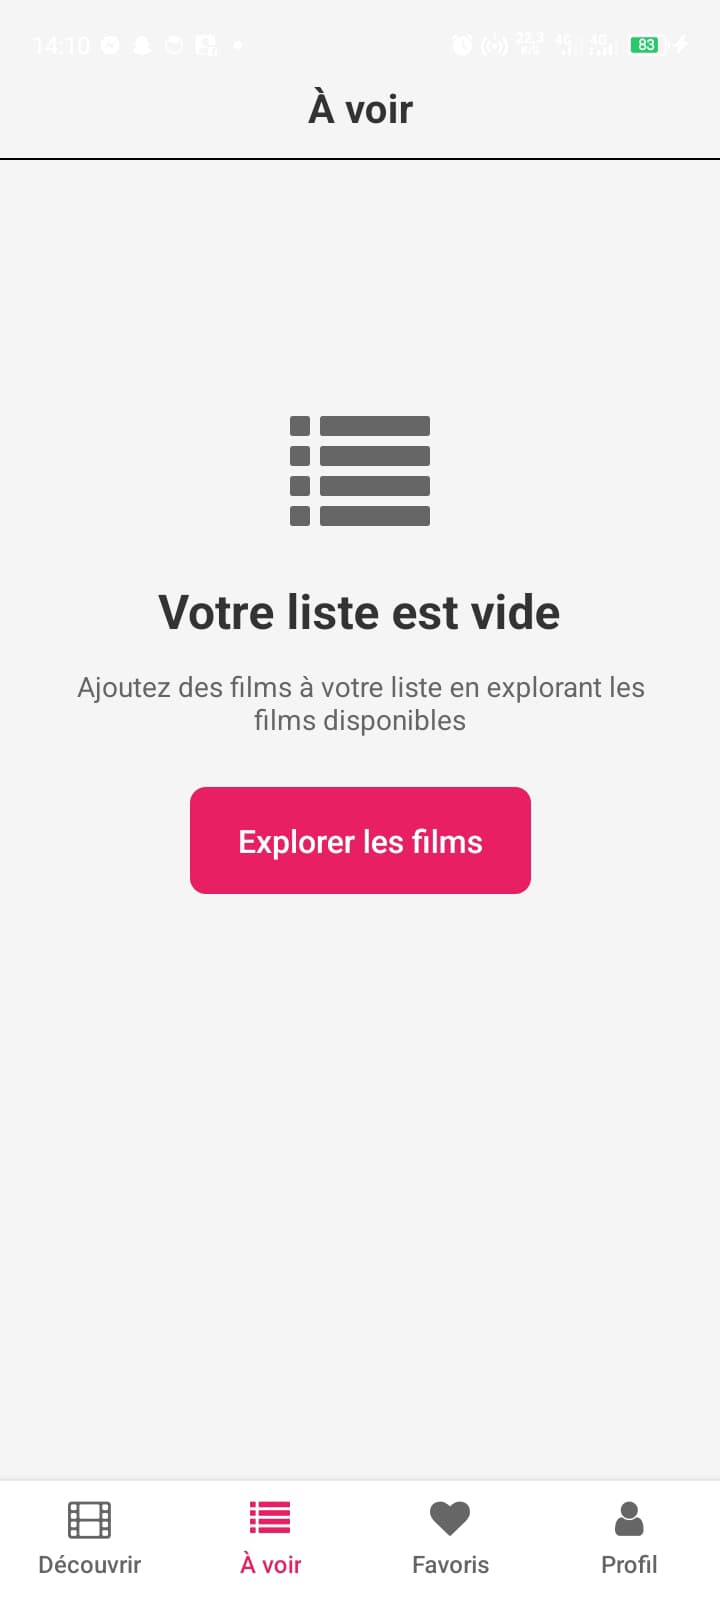 14:10
22,3
4G
4G
83
À voir
Votre liste est vide
Ajoutez des films à votre liste en explorant les
films disponibles
Explorer les films
Découvrir
À voir
Favoris
Profil